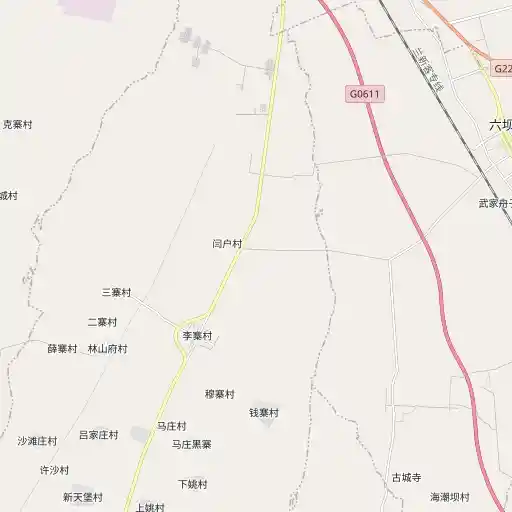 兰新客专线
G22
G0611
克寨村
六坝
城村
武家舟子
闫户村
三寨村
二寨村
李寨村
薛寨村
林山府村
穆寨村
钱寨村
马庄村
吕家庄村
马庄黑寨
沙滩庄村
许沙村
古城寺
下姚村
新天堡村
海潮坝村
上姚村